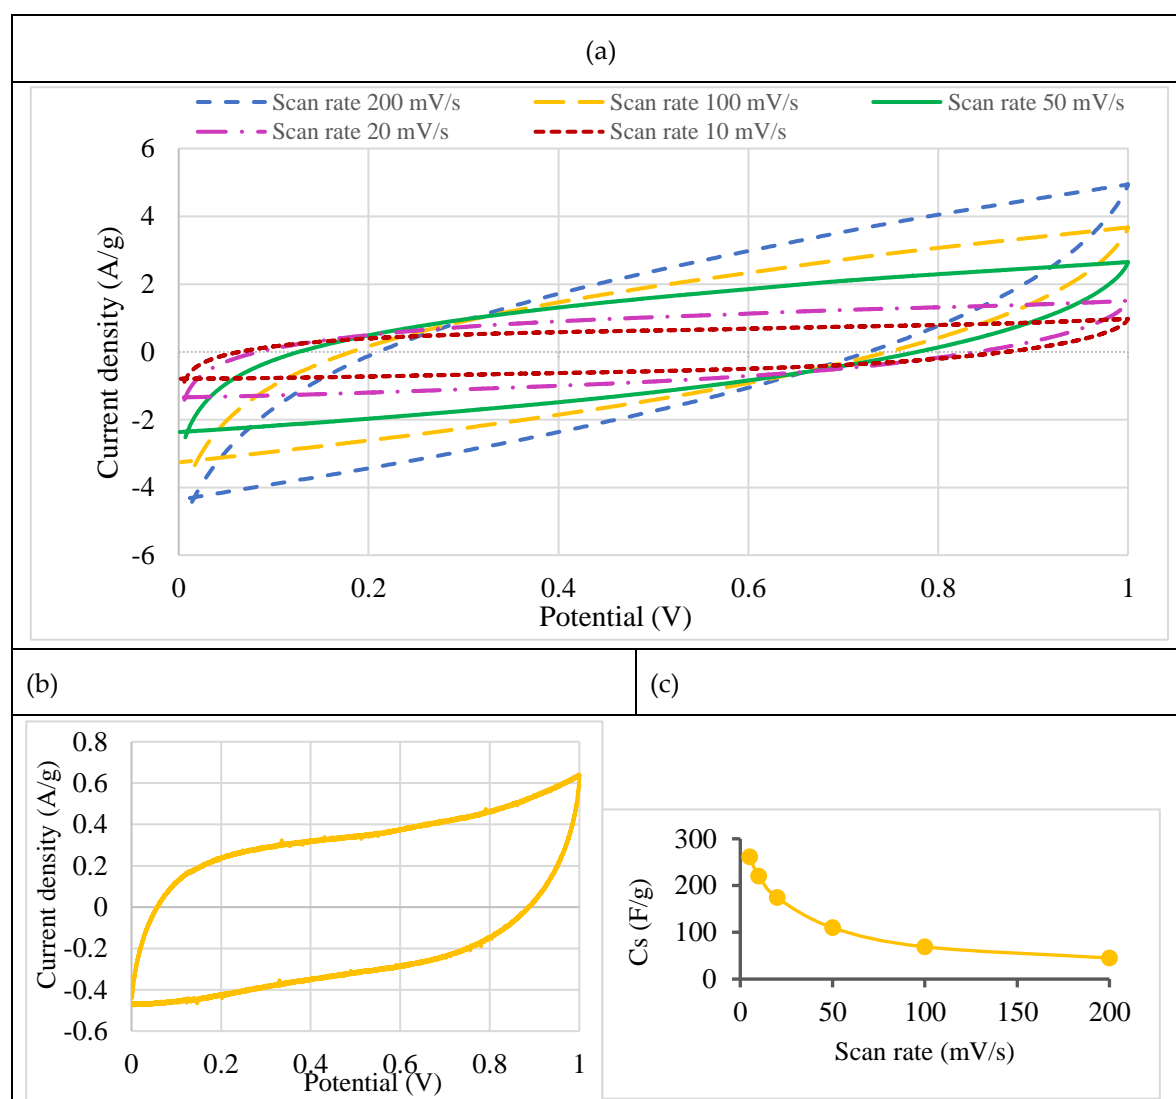 (a)
Scan rate 200 mV/s Scan rate 100 mV/s Scan rate 50 mV/s
Scan rate 20 mV/s Scan rate 10 mV/s
6
4
2
0
-2
-4
-6
Current density (A/g)
0 0.2 0.4 0.6 0.8 1
Potential (V)
(b)
(c)
0.8
0.6
0.4
0.2
0
-0.2
-0.4
-0.6
Current density (A/g)
0 0.2 0.4 0.6 0.8 1
Potential (V)
300
200
100
0
Cs (F/g)
0 50 100 150 200
Scan rate (mV/s)